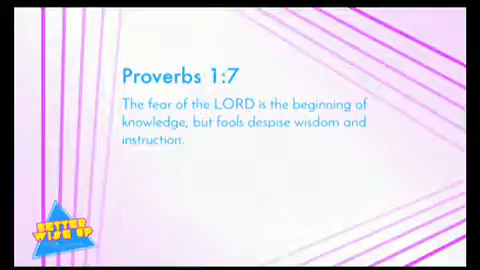 Proverbs 1:7
The fear of the LORD is the beginning of
knowledge, but fools despise wisdom and
instruction.
BETTER
WISE UP